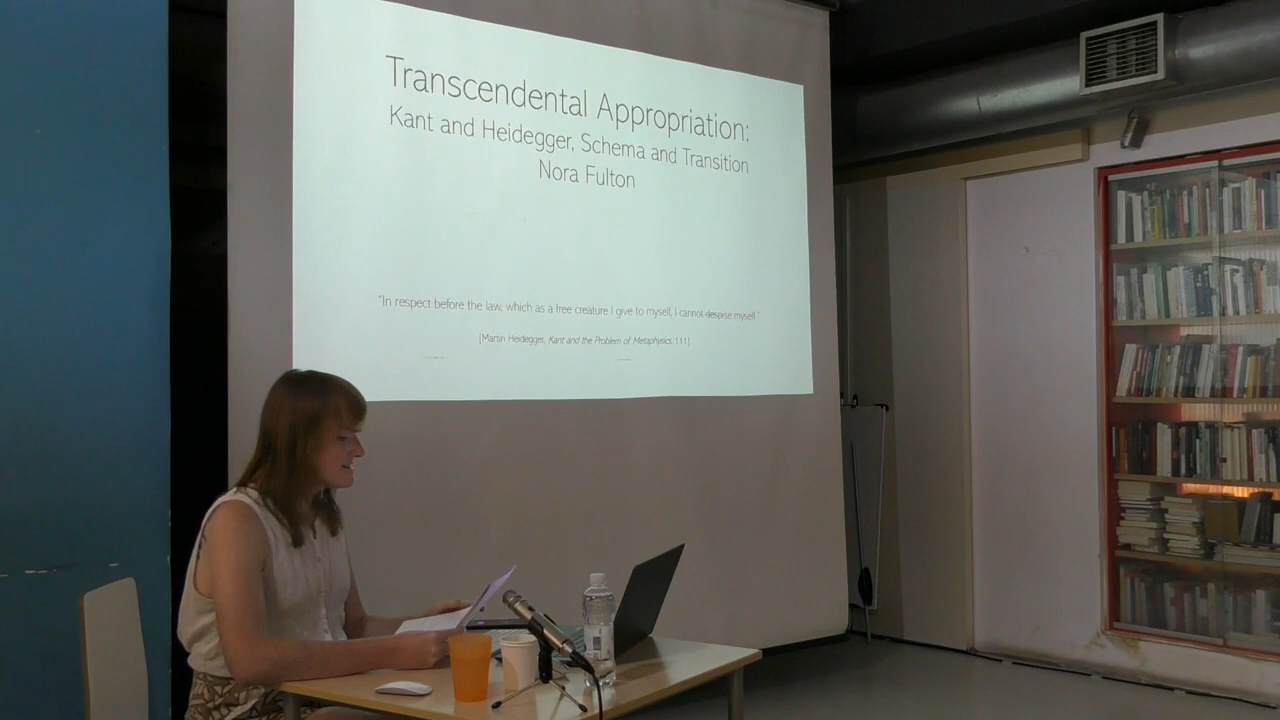 Transcendental Appropriation:
Kant and Heidegger, Schema and Transition
Nora Fulton
"In respect before the law, which as a free creature I give to myself, I cannot despise myself."
[Martin Heidegger, Kant and the Problem of Metaphysics, 111]